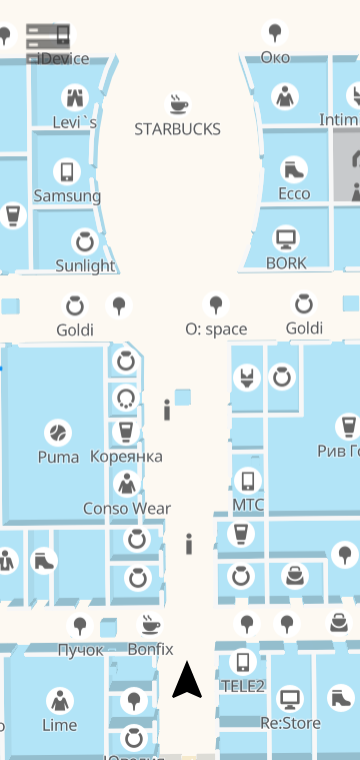 iDevice
Око
Levi`s
STARBUCKS
Intim
Samsung
Ecco
Sunlight
BORK
Goldi
O: space
Goldi
Puma
Кореянка
Рив Го
Conso Wear
МТС
Пучок
Bonfix
TELE2
Lime
Re:Store